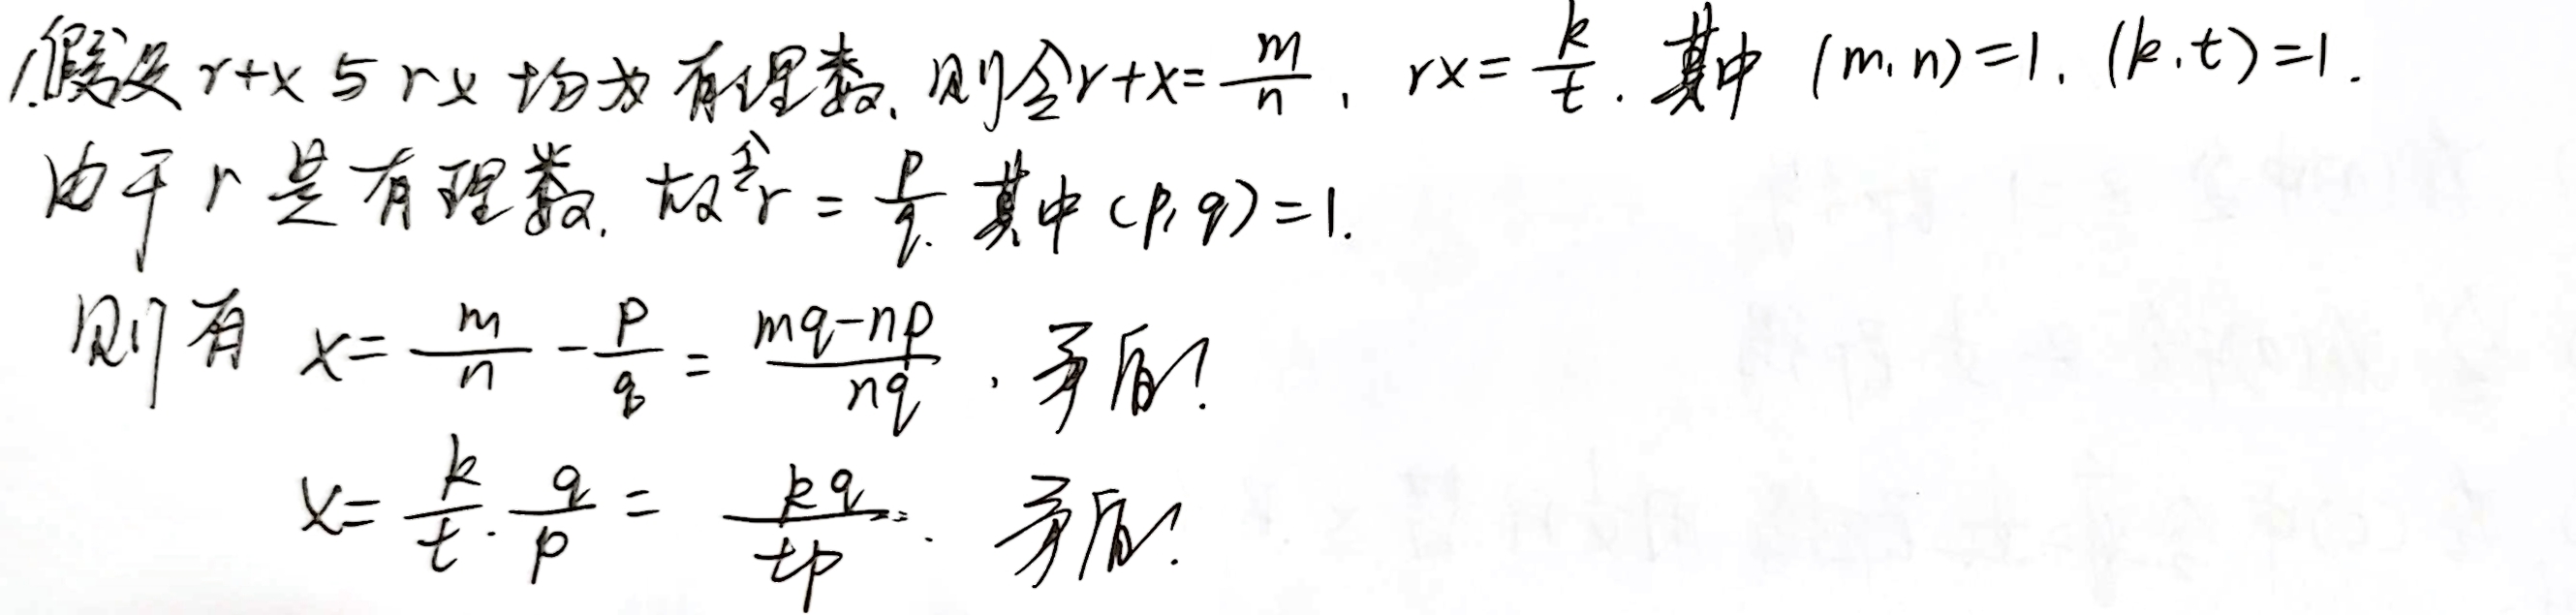 1.假设 r+x 与 rx 均为有理数.则令 r+x=\frac{m}{n}, rx=\frac{k}{t}. 其中 (m,n)=1, (k,t)=1.
由于 r 是有理数. 故令 r=\frac{p}{q}. 其中 (p,q)=1.
则有 x=\frac{m}{n}-\frac{p}{q}=\frac{mq-np}{nq}, 矛盾!
x=\frac{k}{t}\cdot\frac{q}{p}=\frac{kq}{tp}. 矛盾!